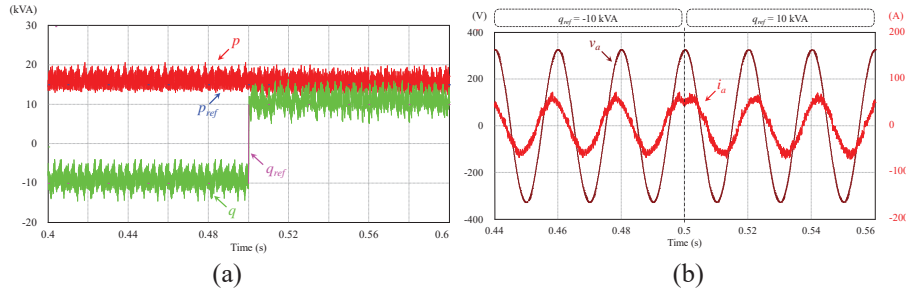 (kVA)
30
20
10
0
-10
-20
p
p_ref
q_ref
q
0.4 0.44 0.48 0.52 0.56 0.6
Time (s)
(a)
(V) q_ref = -10 kVA q_ref = 10 kVA (A)
400 200
200 100
0 0
-200 -100
-400 -200
v_a
i_a
0.44 0.46 0.48 0.5 0.52 0.54 0.56
Time (s)
(b)